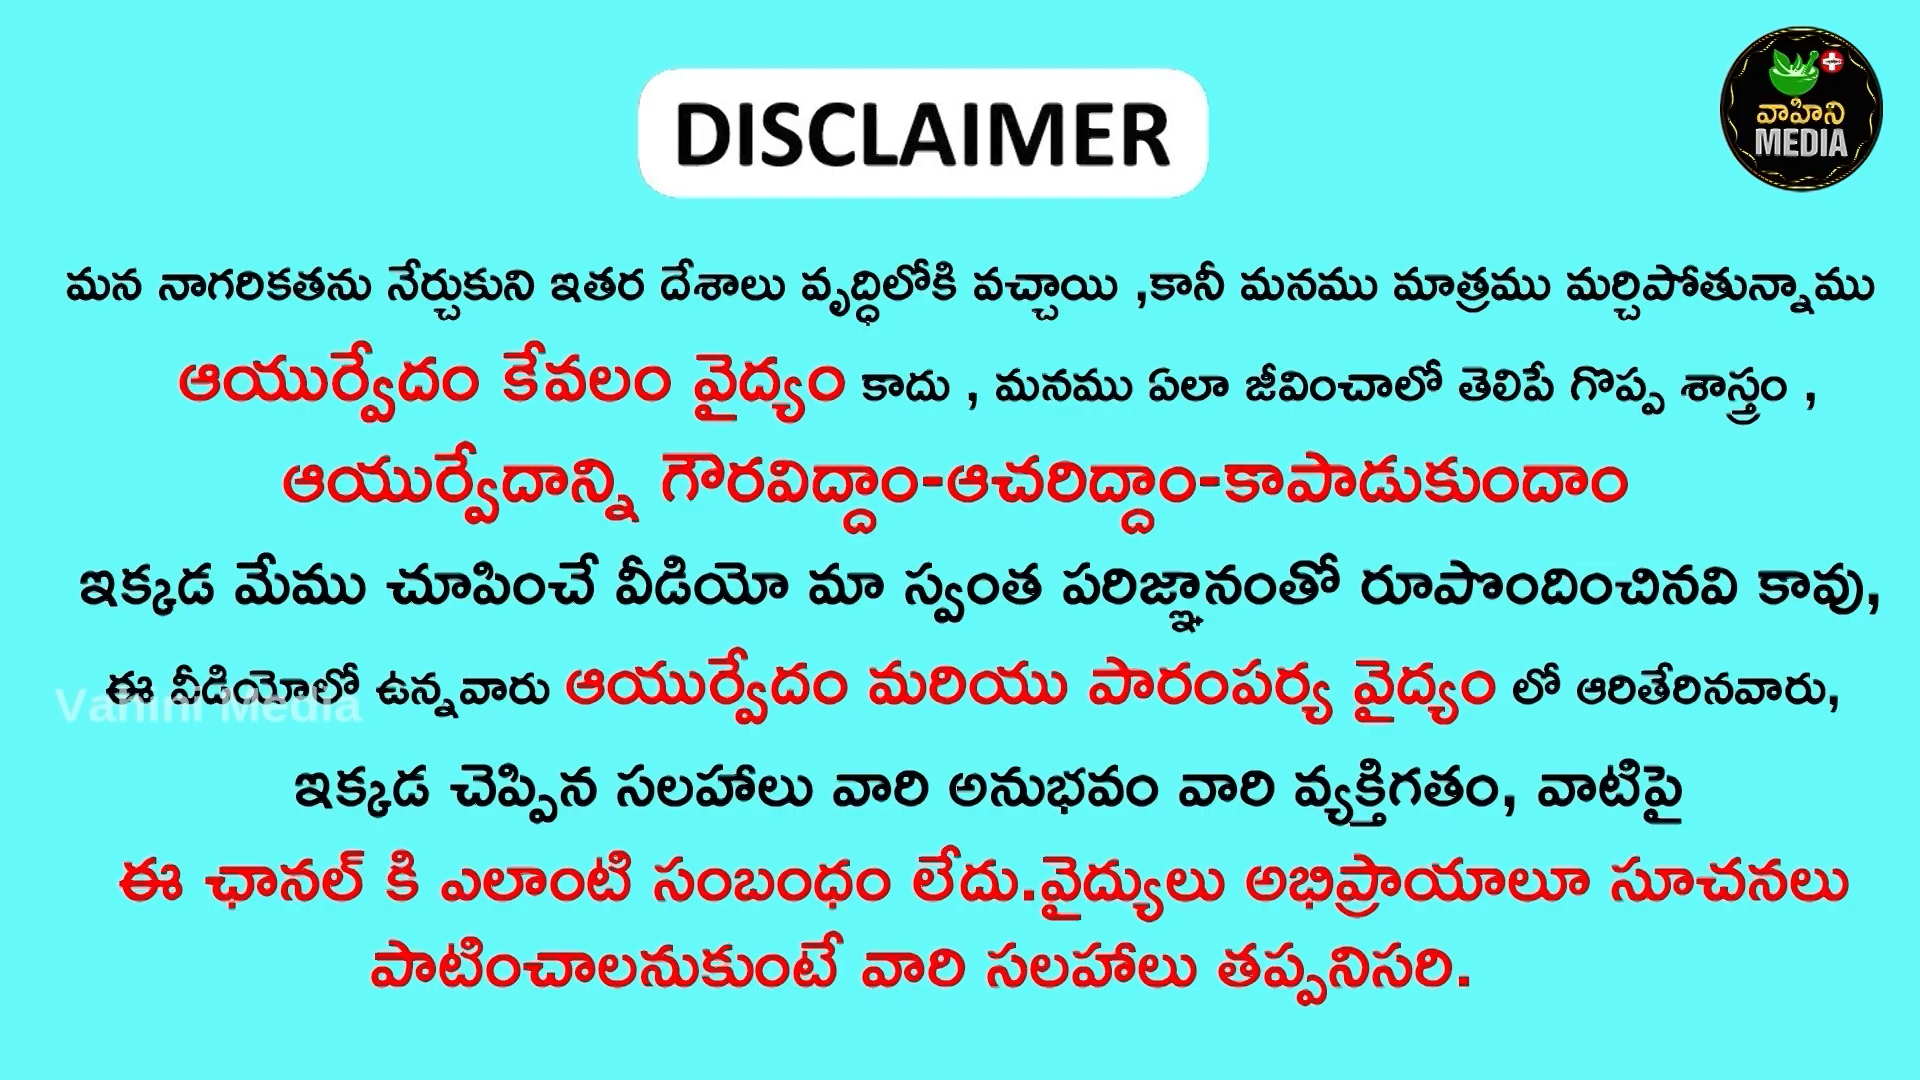 వాహిని
MEDIA
DISCLAIMER
మన నాగరికతను నేర్చుకుని ఇతర దేశాలు వృద్ధిలోకి వచ్చాయి ,కానీ మనము మాత్రము మర్చిపోతున్నాము
ఆయుర్వేదం కేవలం వైద్యం కాదు , మనము ఏలా జీవించాలో తెలిపే గొప్ప శాస్త్రం ,
ఆయుర్వేదాన్ని గౌరవిద్దాం-ఆచరిద్దాం-కాపాడుకుందాం
ఇక్కడ మేము చూపించే వీడియో మా స్వంత పరిజ్ఞానంతో రూపొందించినవి కావు,
ఈ వీడియోలో ఉన్నవారు ఆయుర్వేదం మరియు పారంపర్య వైద్యం లో ఆరితేరినవారు,
Vahini Media
ఇక్కడ చెప్పిన సలహాలు వారి అనుభవం వారి వ్యక్తిగతం, వాటిపై
ఈ ఛానల్ కి ఎలాంటి సంబంధం లేదు.వైద్యులు అభిప్రాయాలూ సూచనలు
పాటించాలనుకుంటే వారి సలహాలు తప్పనిసరి.